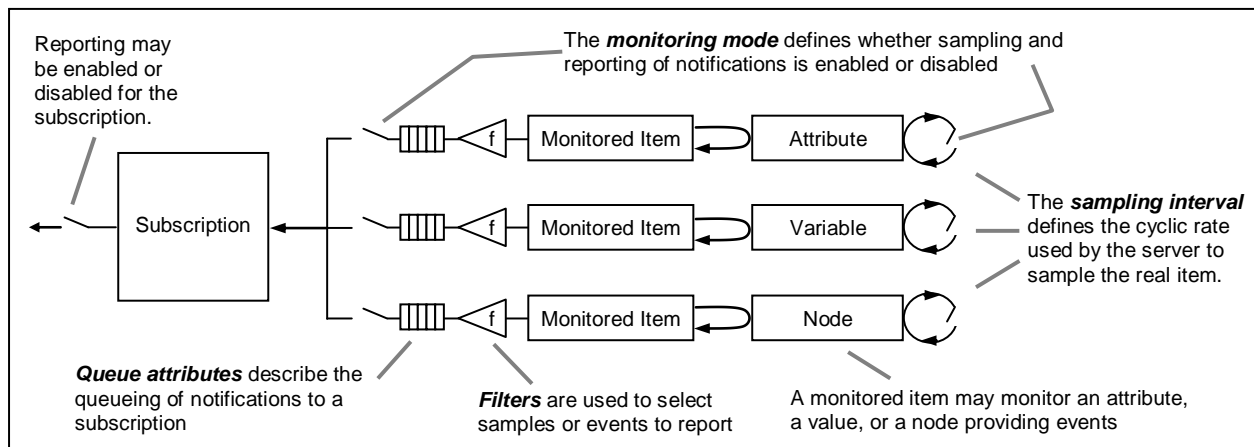 Reporting may
be enabled or
disabled for the
subscription.
The monitoring mode defines whether sampling and
reporting of notifications is enabled or disabled
f
Monitored Item
Attribute
Subscription
f
Monitored Item
Variable
The sampling interval
defines the cyclic rate
used by the server to
sample the real item.
f
Monitored Item
Node
Queue attributes describe the
queueing of notifications to a
subscription
Filters are used to select
samples or events to report
A monitored item may monitor an attribute,
a value, or a node providing events